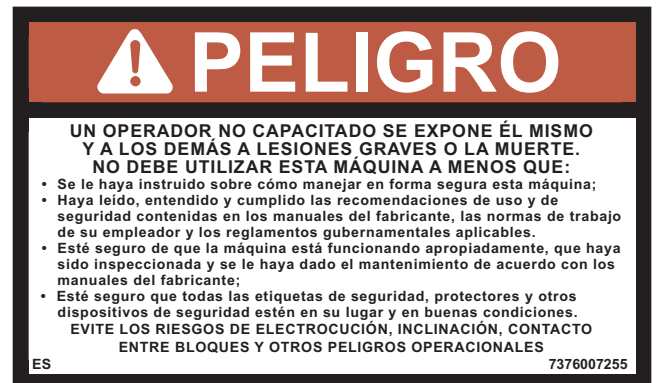 PELIGRO
UN OPERADOR NO CAPACITADO SE EXPONE ÉL MISMO
Y A LOS DEMÁS A LESIONES GRAVES O LA MUERTE.
NO DEBE UTILIZAR ESTA MÁQUINA A MENOS QUE:
• Se le haya instruido sobre cómo manejar en forma segura esta máquina;
• Haya leído, entendido y cumplido las recomendaciones de uso y de
seguridad contenidas en los manuales del fabricante, las normas de trabajo
de su empleador y los reglamentos gubernamentales aplicables.
• Esté seguro de que la máquina está funcionando apropiadamente, que haya
sido inspeccionada y se le haya dado el mantenimiento de acuerdo con los
manuales del fabricante;
• Esté seguro que todas las etiquetas de seguridad, protectores y otros
dispositivos de seguridad estén en su lugar y en buenas condiciones.
EVITE LOS RIESGOS DE ELECTROCUCIÓN, INCLINACIÓN, CONTACTO
ENTRE BLOQUES Y OTROS PELIGROS OPERACIONALES
ES 7376007255